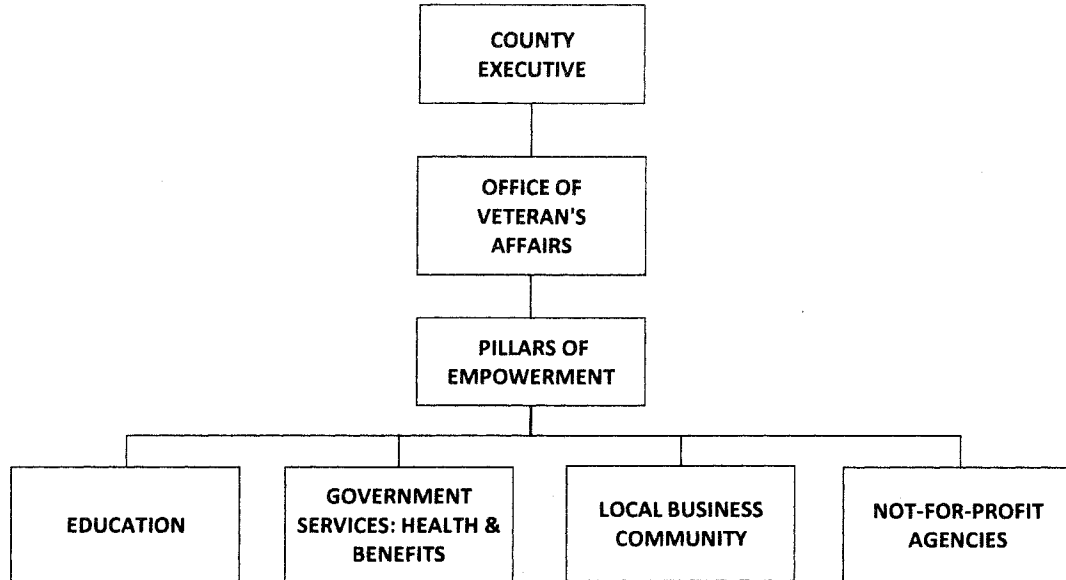 COUNTY
EXECUTIVE
OFFICE OF
VETERAN'S
AFFAIRS
PILLARS OF
EMPOWERMENT
EDUCATION
GOVERNMENT
SERVICES: HEALTH &
BENEFITS
LOCAL BUSINESS
COMMUNITY
NOT-FOR-PROFIT
AGENCIES